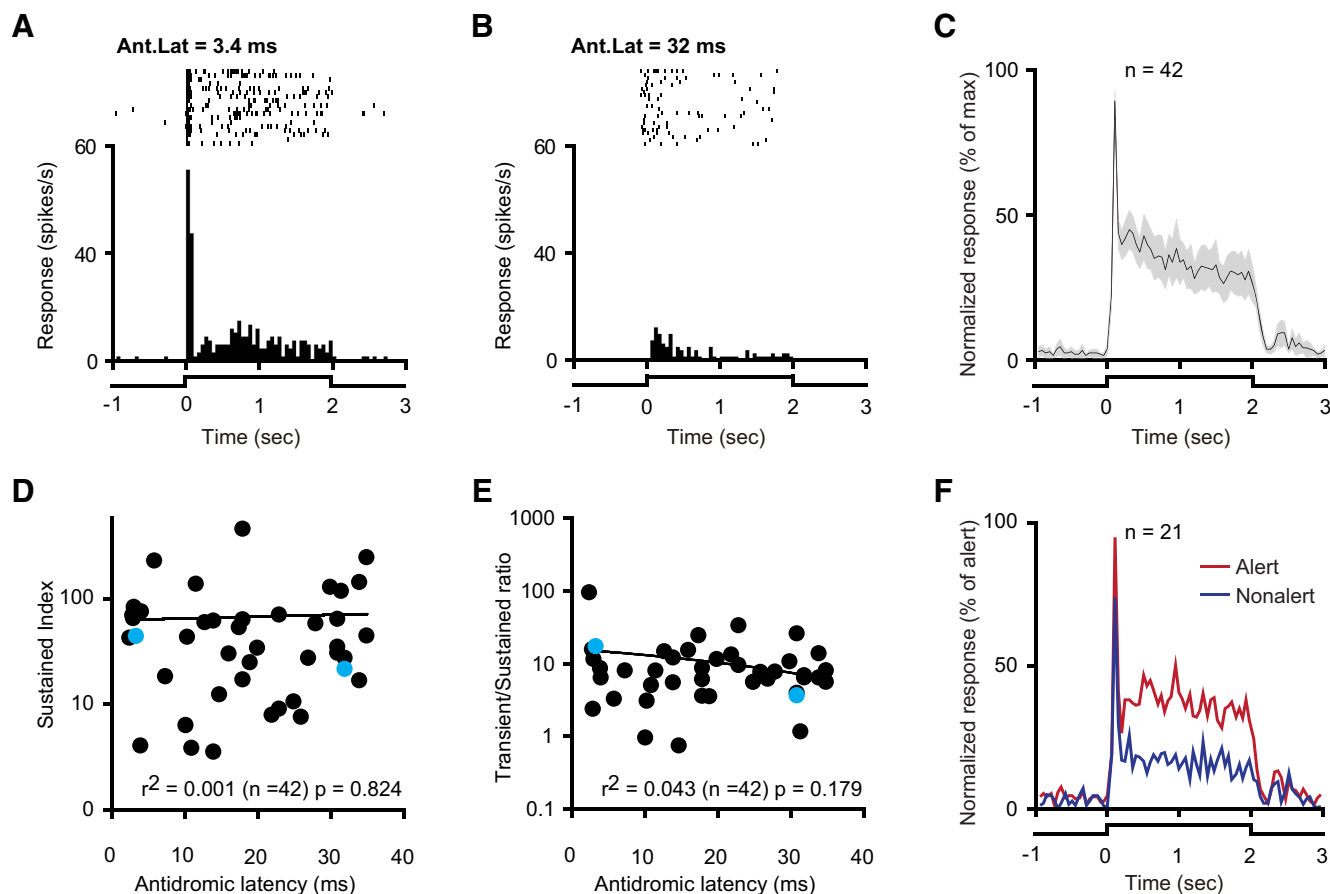 A
Ant.Lat = 3.4 ms
60
40
20
0
Response (spikes/s)
-1 0 1 2 3
Time (sec)
B
Ant.Lat = 32 ms
60
40
20
0
Response (spikes/s)
-1 0 1 2 3
Time (sec)
C
n = 42
100
50
0
Normalized response (% of max)
-1 0 1 2 3
Time (sec)
D
100
10
0
Sustained Index
r2 = 0.001 (n =42) p = 0.824
0 10 20 30 40
Antidromic latency (ms)
E
1000
100
10
1
0.1
Transient/Sustained ratio
r2 = 0.043 (n =42) p = 0.179
0 10 20 30 40
Antidromic latency (ms)
F
n = 21
Alert
Nonalert
100
50
0
Normalized response (% of alert)
-1 0 1 2 3
Time (sec)